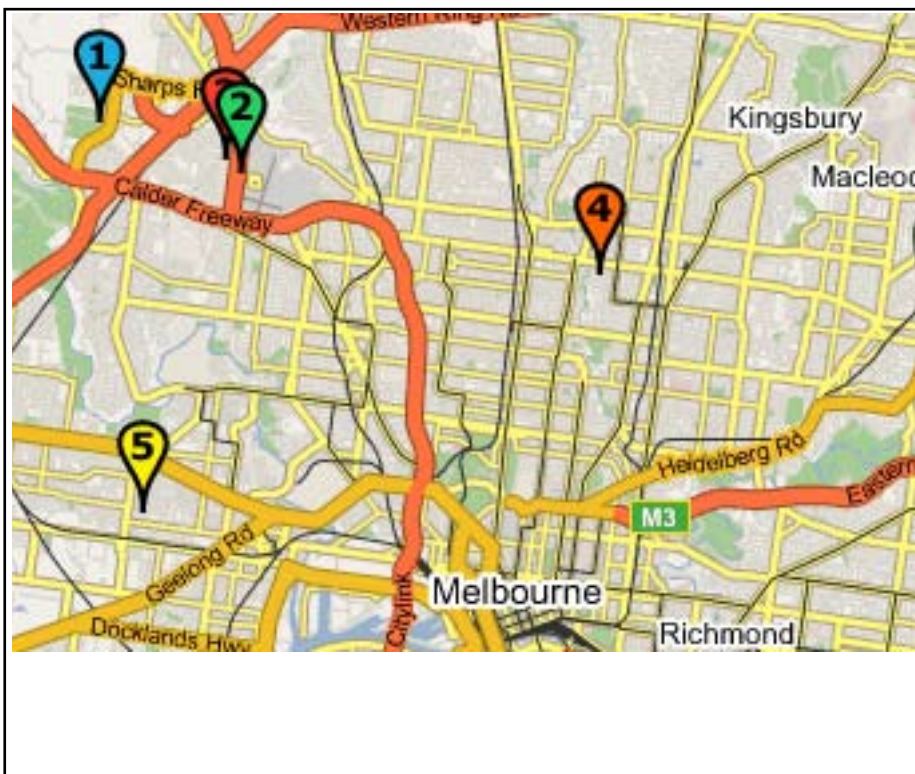 Western Ring R
1
Sharps R
2
Kingsbury
Macleod
Calder Freeway
4
5
Heidelberg Rd
Eastern
M3
Geelong Rd
Melbourne
Citylink
Docklands Hwy
Richmond